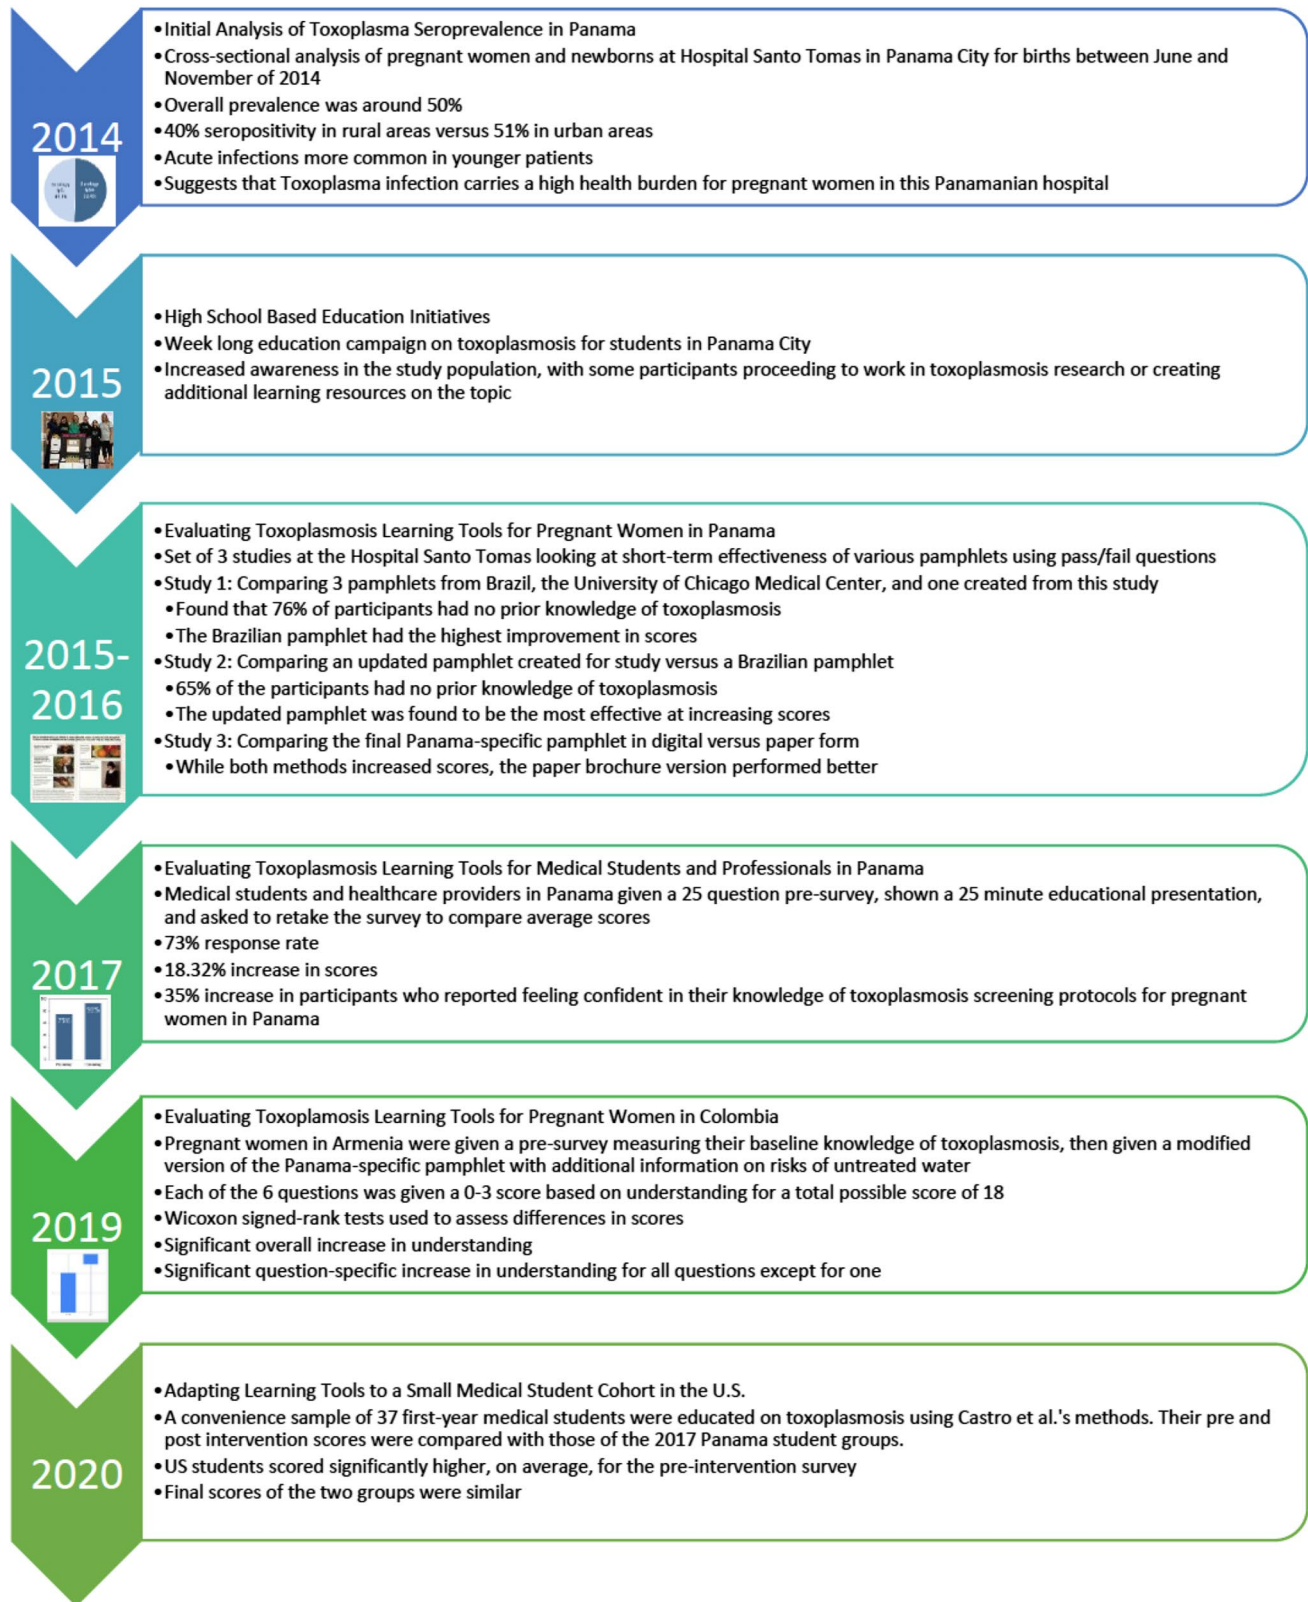 2014
•Initial Analysis of Toxoplasma Seroprevalence in Panama
•Cross-sectional analysis of pregnant women and newborns at Hospital Santo Tomas in Panama City for births between June and
November of 2014
•Overall prevalence was around 50%
•40% seropositivity in rural areas versus 51% in urban areas
•Acute infections more common in younger patients
•Suggests that Toxoplasma infection carries a high health burden for pregnant women in this Panamanian hospital
2015
•High School Based Education Initiatives
•Week long education campaign on toxoplasmosis for students in Panama City
•Increased awareness in the study population, with some participants proceeding to work in toxoplasmosis research or creating
additional learning resources on the topic
2015-
2016
•Evaluating Toxoplasmosis Learning Tools for Pregnant Women in Panama
•Set of 3 studies at the Hospital Santo Tomas looking at short-term effectiveness of various pamphlets using pass/fail questions
•Study 1: Comparing 3 pamphlets from Brazil, the University of Chicago Medical Center, and one created from this study
•Found that 76% of participants had no prior knowledge of toxoplasmosis
•The Brazilian pamphlet had the highest improvement in scores
•Study 2: Comparing an updated pamphlet created for study versus a Brazilian pamphlet
•65% of the participants had no prior knowledge of toxoplasmosis
•The updated pamphlet was found to be the most effective at increasing scores
•Study 3: Comparing the final Panama-specific pamphlet in digital versus paper form
•While both methods increased scores, the paper brochure version performed better
2017
•Evaluating Toxoplasmosis Learning Tools for Medical Students and Professionals in Panama
•Medical students and healthcare providers in Panama given a 25 question pre-survey, shown a 25 minute educational presentation,
and asked to retake the survey to compare average scores
•73% response rate
•18.32% increase in scores
•35% increase in participants who reported feeling confident in their knowledge of toxoplasmosis screening protocols for pregnant
women in Panama
2019
•Evaluating Toxoplamosis Learning Tools for Pregnant Women in Colombia
•Pregnant women in Armenia were given a pre-survey measuring their baseline knowledge of toxoplasmosis, then given a modified
version of the Panama-specific pamphlet with additional information on risks of untreated water
•Each of the 6 questions was given a 0-3 score based on understanding for a total possible score of 18
•Wicoxon signed-rank tests used to assess differences in scores
•Significant overall increase in understanding
•Significant question-specific increase in understanding for all questions except for one
2020
•Adapting Learning Tools to a Small Medical Student Cohort in the U.S.
•A convenience sample of 37 first-year medical students were educated on toxoplasmosis using Castro et al.'s methods. Their pre and
post intervention scores were compared with those of the 2017 Panama student groups.
•US students scored significantly higher, on average, for the pre-intervention survey
•Final scores of the two groups were similar